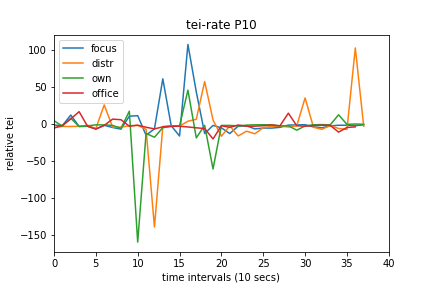 tei-rate P10
focus
distr
own
office
relative tei
100
50
0
−50
−100
−150
0 5 10 15 20 25 30 35 40
time intervals (10 secs)